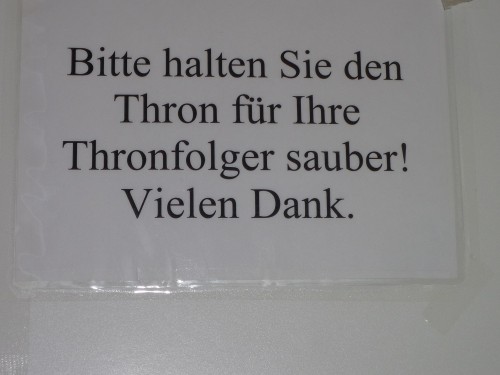 Bitte halten Sie den
Thron für Ihre
Thronfolger sauber!
Vielen Dank.